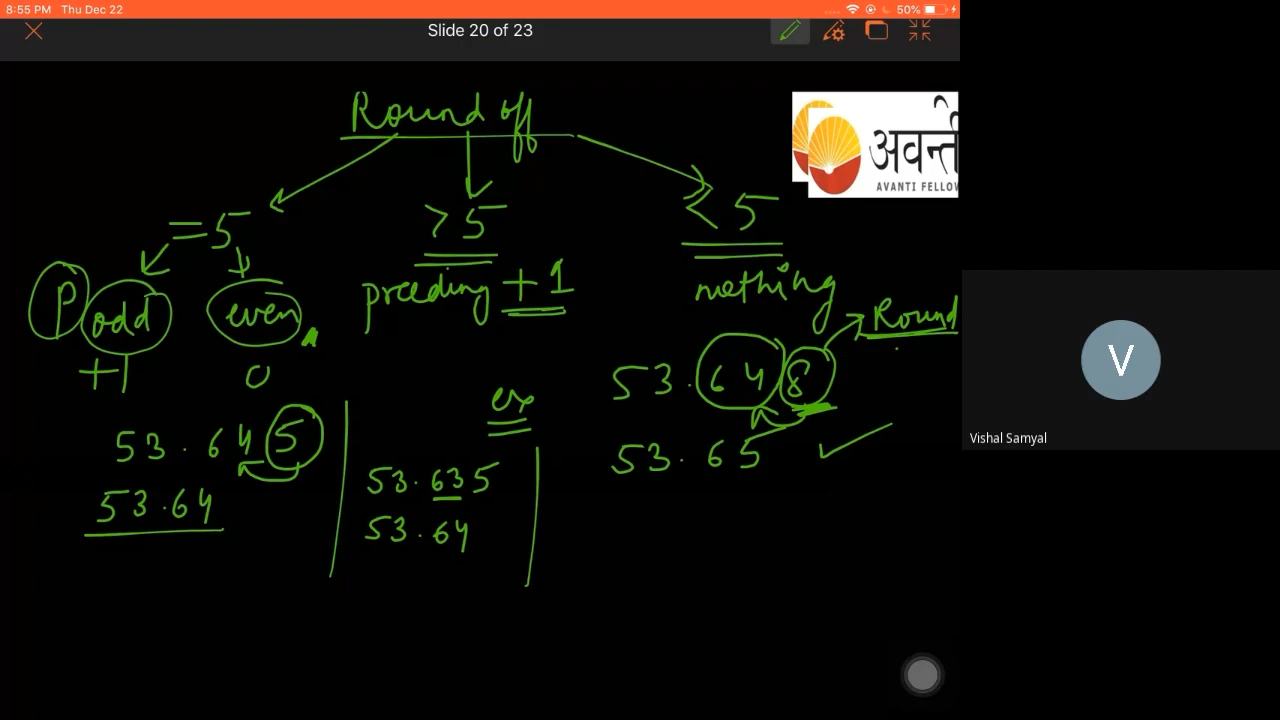 8:55 PM Thu Dec 22
50%
Slide 20 of 23
Round off
अवन्ती
AVANTI FELLOW
= 5
> 5
< 5
P odd
even
preeding + 1
nothing
+1
0
Round
53.648
ex
53.645
53.65
53.635
53.64
53.64
Vishal Samyal
V